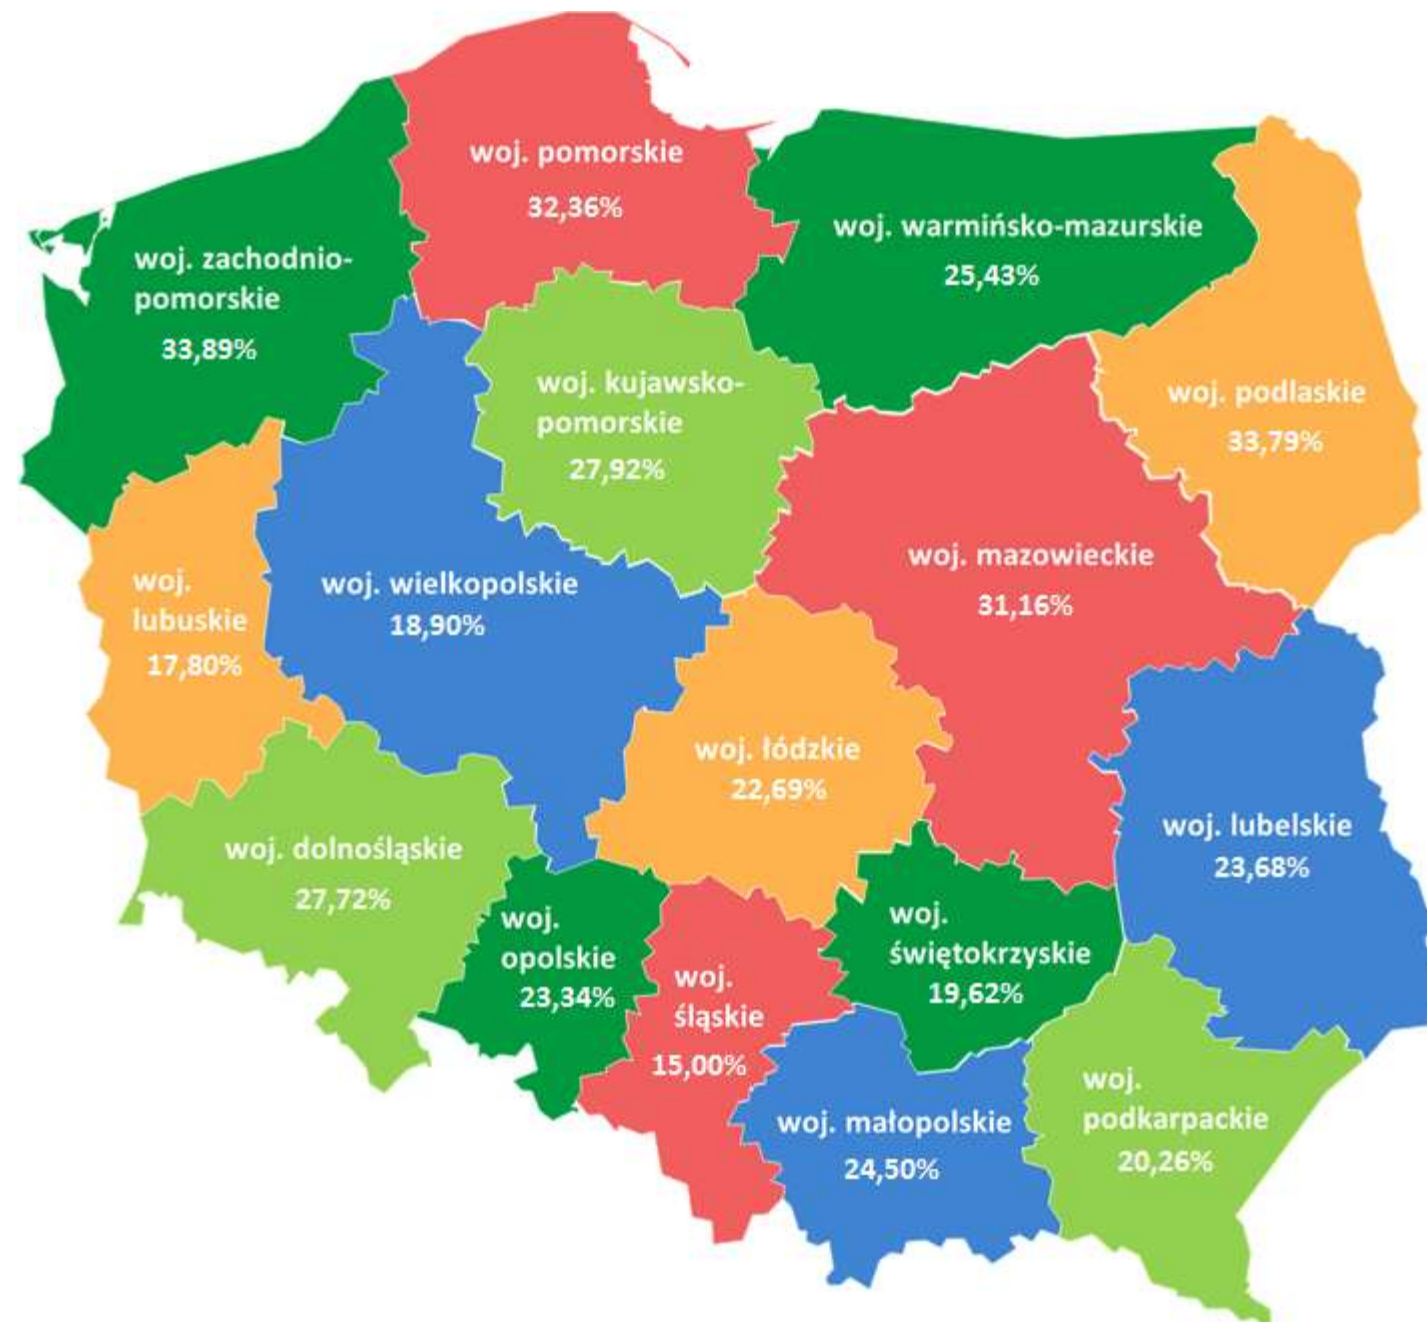 woj. pomorskie
32,36%
woj. warmińsko-mazurskie
25,43%
woj. zachodnio-
pomorskie
33,89%
woj. kujawsko-
pomorskie
27,92%
woj. podlaskie
33,79%
woj. mazowieckie
31,16%
woj.
lubuskie
17,80%
woj. wielkopolskie
18,90%
woj. łódzkie
22,69%
woj. lubelskie
23,68%
woj. dolnośląskie
27,72%
woj.
opolskie
23,34%
woj.
śląskie
15,00%
woj.
świętokrzyskie
19,62%
woj. małopolskie
24,50%
woj.
podkarpackie
20,26%